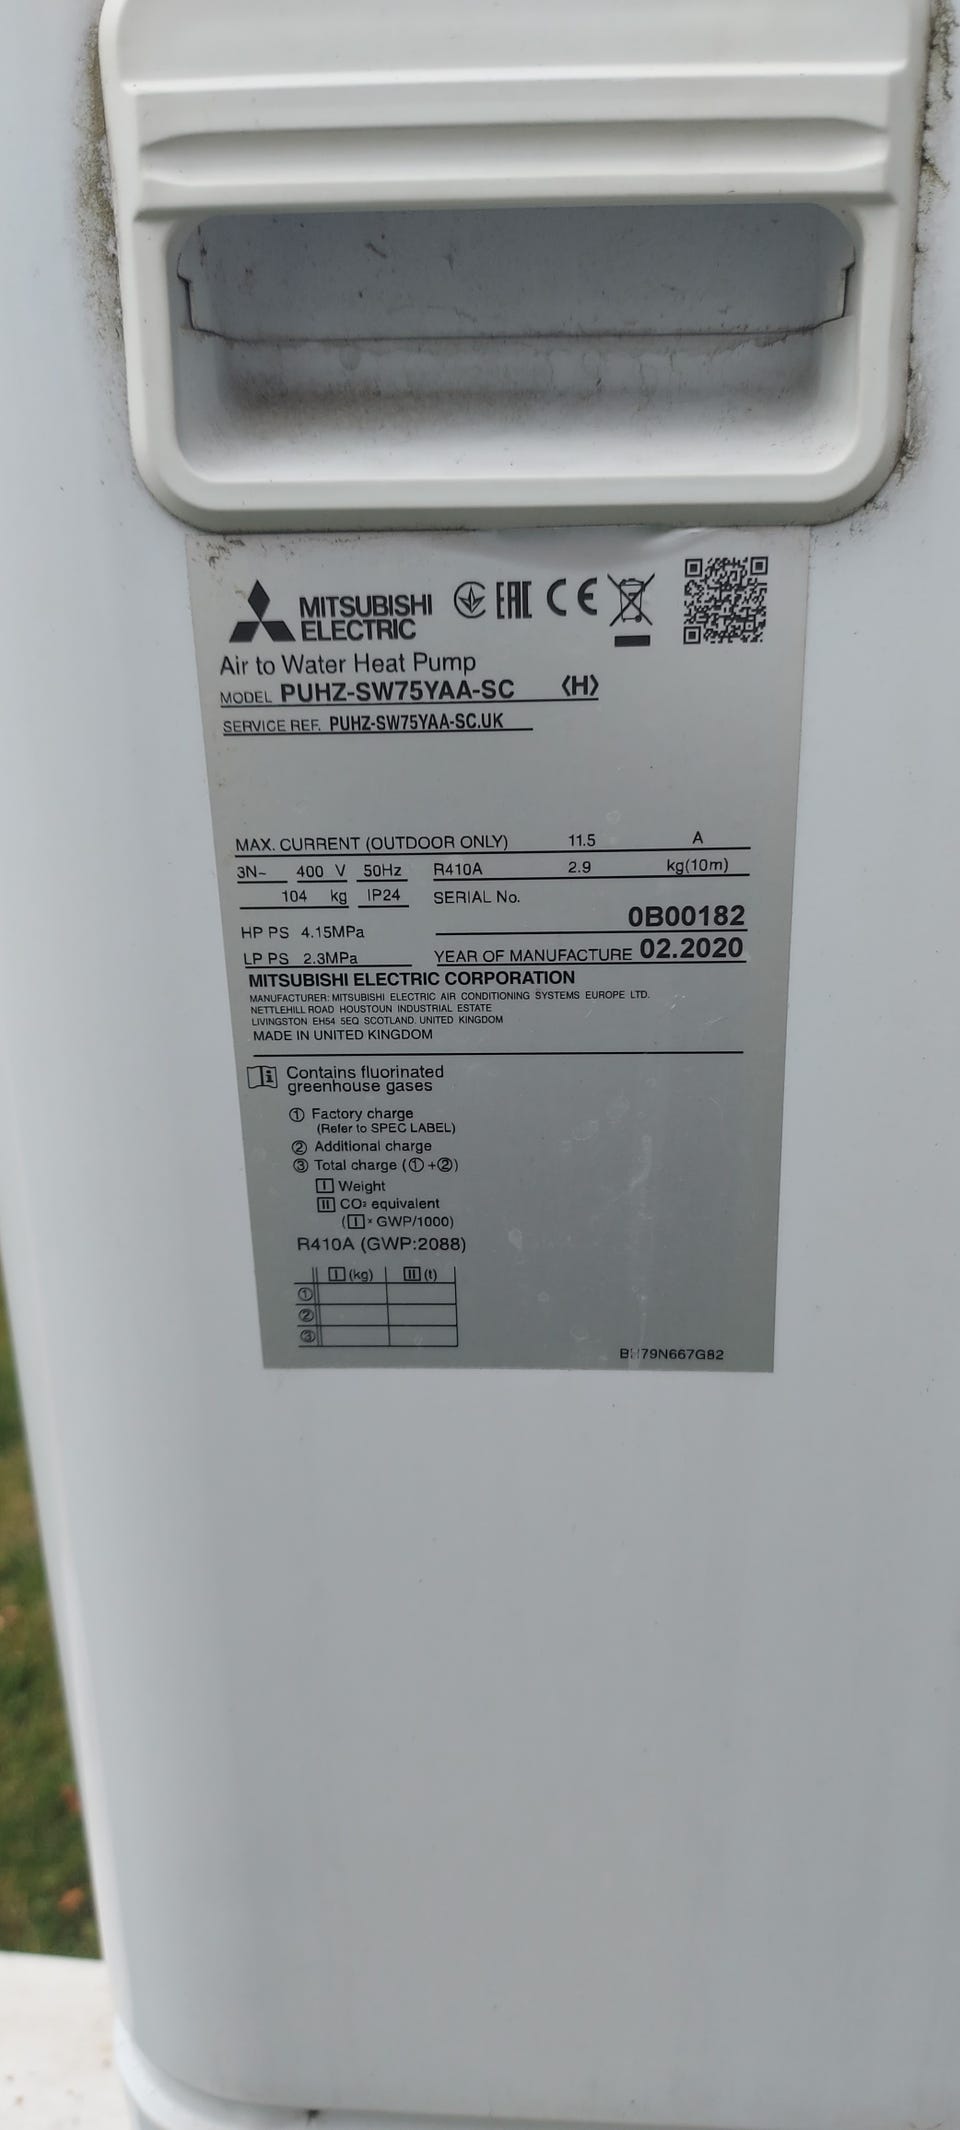 MITSUBISHI
ELECTRIC
EAC CE
Air to Water Heat Pump
MODEL PUHZ-SW75YAA-SC 〈H〉
SERVICE REF. PUHZ-SW75YAA-SC.UK
MAX. CURRENT (OUTDOOR ONLY) 11.5 A
3N~ 400 V 50Hz R410A 2.9 kg(10m)
104 kg IP24 SERIAL No.
0B00182
HP PS 4.15MPa
LP PS 2.3MPa YEAR OF MANUFACTURE 02.2020
MITSUBISHI ELECTRIC CORPORATION
MANUFACTURER: MITSUBISHI ELECTRIC AIR CONDITIONING SYSTEMS EUROPE LTD.
NETTLEHILL ROAD HOUSTOUN INDUSTRIAL ESTATE
LIVINGSTON EH54 5EQ SCOTLAND. UNITED KINGDOM
MADE IN UNITED KINGDOM
Contains fluorinated
greenhouse gases
① Factory charge
(Refer to SPEC LABEL)
② Additional charge
③ Total charge (①+②)
I Weight
II CO₂ equivalent
(I × GWP/1000)
R410A (GWP:2088)
I (kg) II (t)
①
②
③